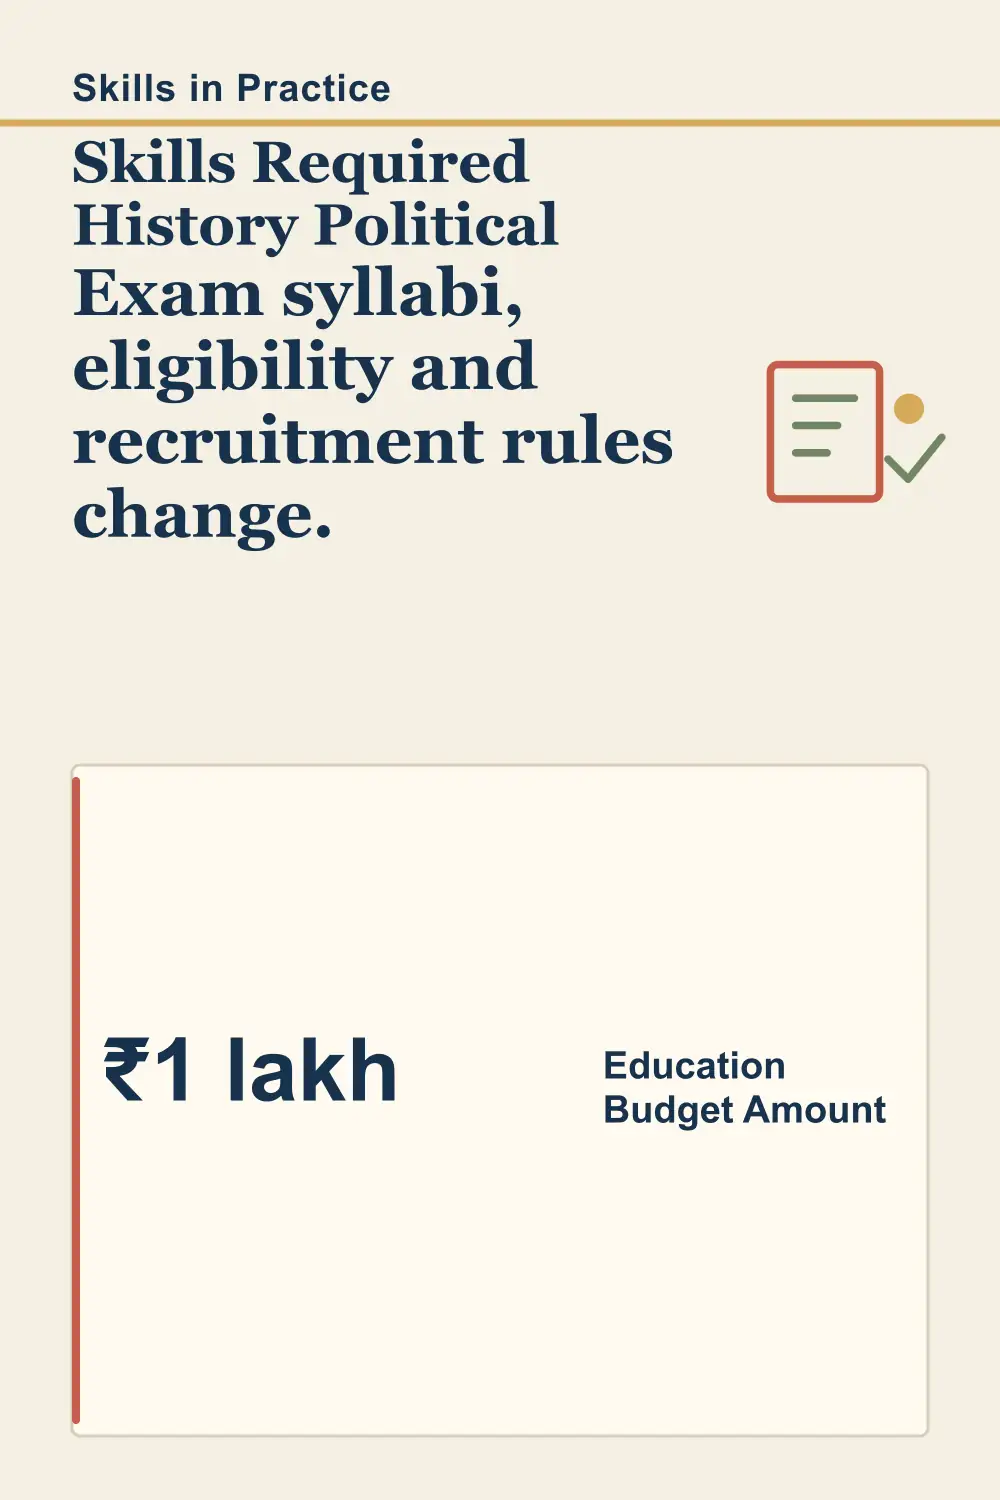 Skills in Practice
Skills Required
History Political
Exam syllabi,
eligibility and
recruitment rules
change.
₹1 lakh
Education
Budget Amount